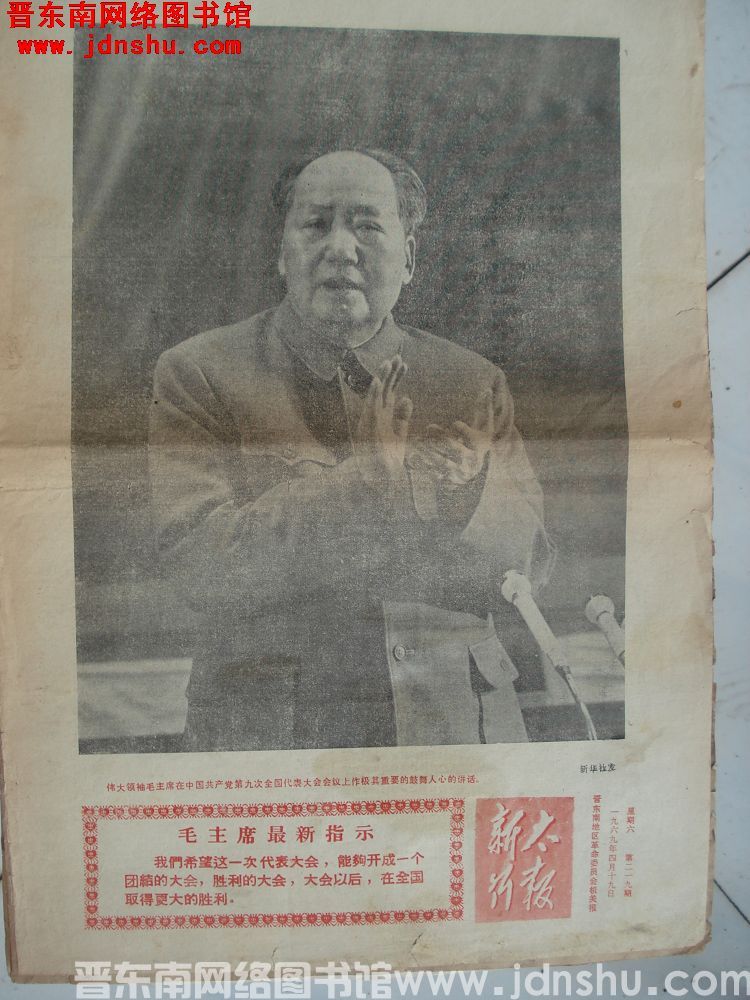 晋东南网络图书馆
www.jdnshu.com
新华社发
伟大领袖毛主席在中国共产党第九次全国代表大会会议上作极其重要的鼓舞人心的讲话。
毛主席最新指示
我們希望这一次代表大会，能夠开成一个
团結的大会，胜利的大会，大会以后，在全国
取得更大的胜利。
新太行報
星期六 第二一九期
一九六九年四月十九日
晋东南地区革命委员会机关报
晋东南网络图书馆www.jdnshu.com